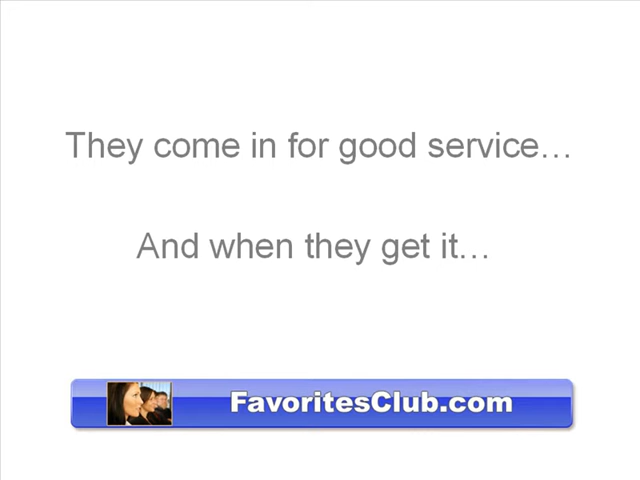 They come in for good service…
And when they get it…
FavoritesClub.com